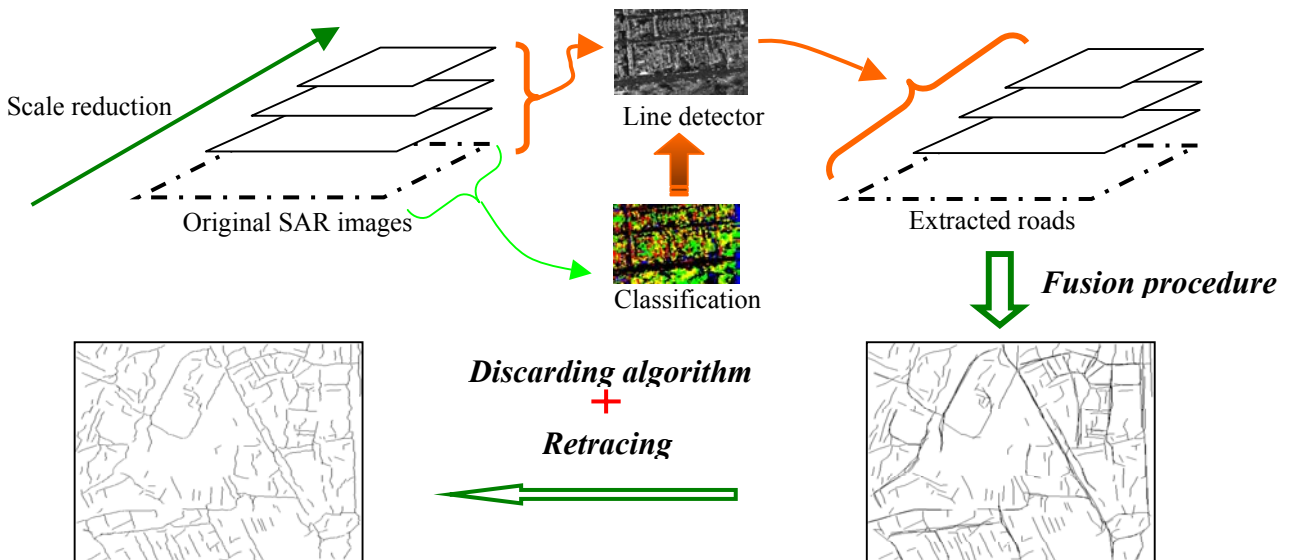 Scale reduction
Line detector
Original SAR images
Extracted roads
Classification
Fusion procedure
Discarding algorithm
+
Retracing